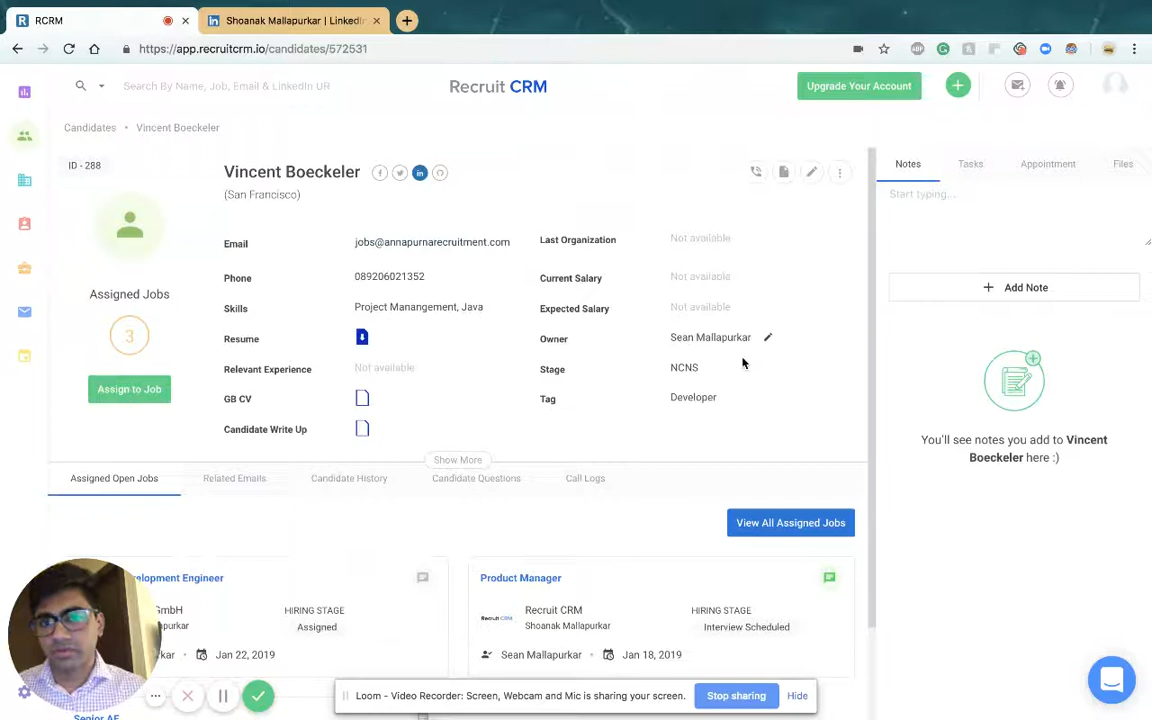 RCRM
Shoanak Mallapurkar | LinkedIn
https://app.recruitcrm.io/candidates/572531
Search By Name, Job, Email & LinkedIn URL
Recruit CRM
Upgrade Your Account
Candidates • Vincent Boeckeler
ID - 288
Vincent Boeckeler
(San Francisco)
Assigned Jobs
3
Assign to Job
Email jobs@annapurnarecruitment.com
Phone 089206021352
Skills Project Manangement, Java
Resume
Relevant Experience Not available
GB CV
Candidate Write Up
Last Organization Not available
Current Salary Not available
Expected Salary Not available
Owner Sean Mallapurkar
Stage NCNS
Tag Developer
Show More
Notes Tasks Appointment Files
Start typing...
+ Add Note
You'll see notes you add to Vincent
Boeckeler here :)
Assigned Open Jobs Related Emails Candidate History Candidate Questions Call Logs
View All Assigned Jobs
elopment Engineer
GmbH
apurkar
HIRING STAGE
Assigned
kar • Jan 22, 2019
Product Manager
Recruit CRM
Recruit CRM
Shoanak Mallapurkar
HIRING STAGE
Interview Scheduled
Sean Mallapurkar • Jan 18, 2019
Loom - Video Recorder: Screen, Webcam and Mic is sharing your screen. Stop sharing Hide
Senior AE